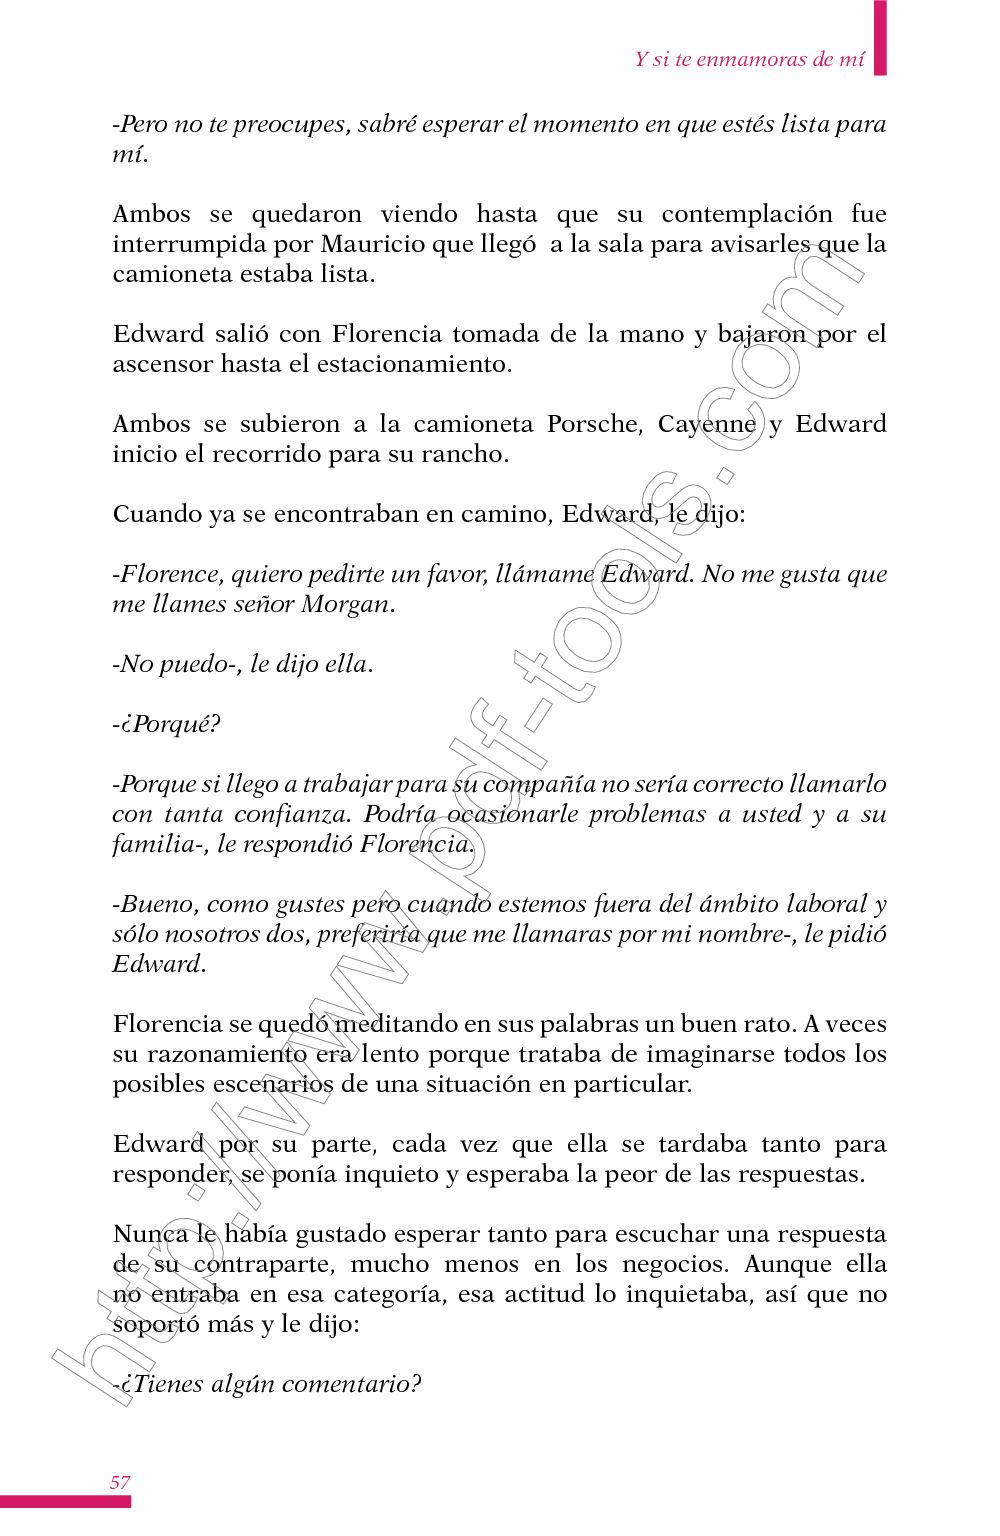 Y si te enmamoras de mí
-Pero no te preocupes, sabré esperar el momento en que estés lista para
mí.
Ambos se quedaron viendo hasta que su contemplación fue
interrumpida por Mauricio que llegó  a la sala para avisarles que la
camioneta estaba lista.
Edward salió con Florencia tomada de la mano y bajaron por el
ascensor hasta el estacionamiento.
Ambos se subieron a la camioneta Porsche, Cayenne y Edward
inicio el recorrido para su rancho.
Cuando ya se encontraban en camino, Edward, le dijo:
-Florence, quiero pedirte un favor, llámame Edward. No me gusta que
me llames señor Morgan.
-No puedo-, le dijo ella.
-¿Porqué?
-Porque si llego a trabajar para su compañía no sería correcto llamarlo
con tanta confianza. Podría ocasionarle problemas a usted y a su
familia-, le respondió Florencia.
-Bueno, como gustes pero cuando estemos fuera del ámbito laboral y
sólo nosotros dos, preferiría que me llamaras por mi nombre-, le pidió
Edward.
Florencia se quedó meditando en sus palabras un buen rato. A veces
su razonamiento era lento porque trataba de imaginarse todos los
posibles escenarios de una situación en particular.
Edward por su parte, cada vez que ella se tardaba tanto para
responder, se ponía inquieto y esperaba la peor de las respuestas.
Nunca le había gustado esperar tanto para escuchar una respuesta
de su contraparte, mucho menos en los negocios. Aunque ella
no entraba en esa categoría, esa actitud lo inquietaba, así que no
soportó más y le dijo:
-¿Tienes algún comentario?
57
http://www.pdf-tools.com